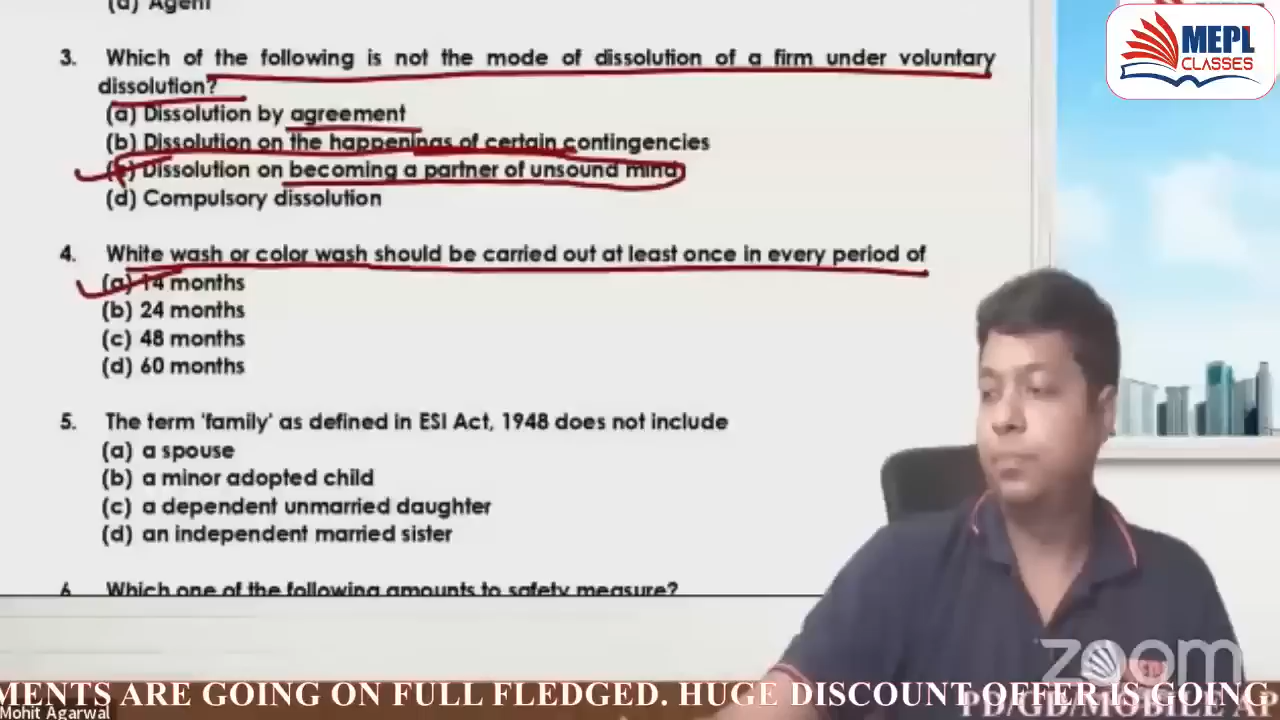 (d) Agent
3. Which of the following is not the mode of dissolution of a firm under voluntary
dissolution?
(a) Dissolution by agreement
(b) Dissolution on the happenings of certain contingencies
(c) Dissolution on becoming a partner of unsound mind
(d) Compulsory dissolution
4. White wash or color wash should be carried out at least once in every period of
(a) 14 months
(b) 24 months
(c) 48 months
(d) 60 months
5. The term 'family' as defined in ESI Act, 1948 does not include
(a) a spouse
(b) a minor adopted child
(c) a dependent unmarried daughter
(d) an independent married sister
6. Which one of the following amounts to safety measure?
MEPL
CLASSES
zoom
MENTS ARE GOING ON FULL FLEDGED. HUGE DISCOUNT OFFER IS GOING
PD/GD/MOBILE AP
Mohit Agarwal